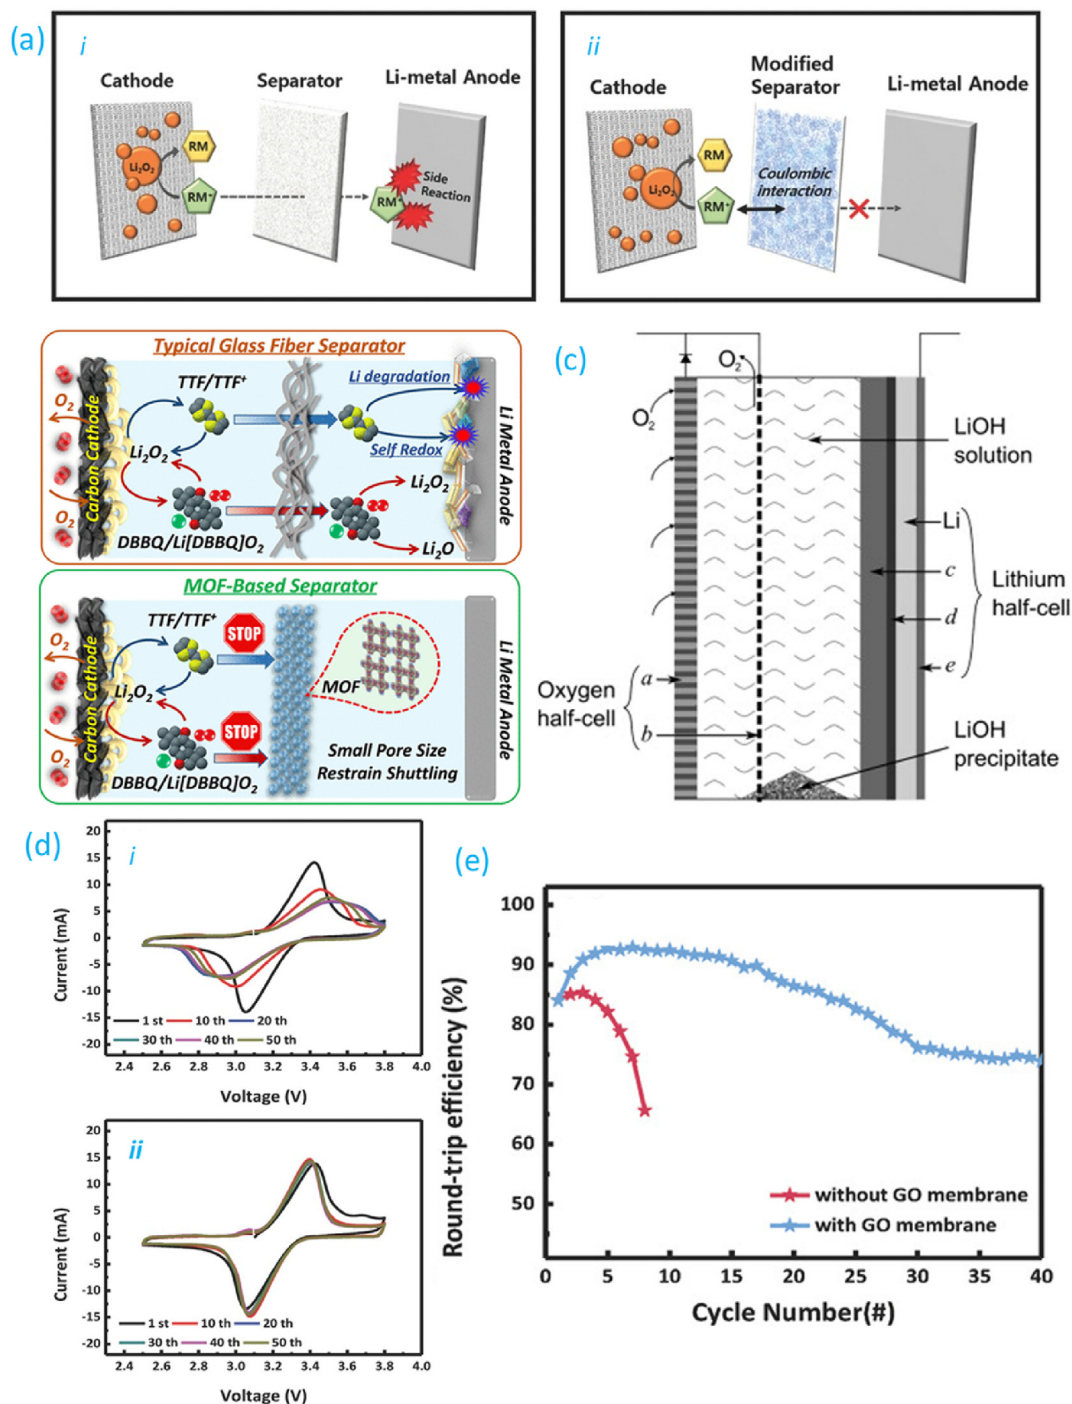 (a)
i
Cathode
Separator
Li-metal Anode
Li₂O₂
RM
RM⁺
RM⁺
Side
Reaction
ii
Cathode
Modified
Separator
Li-metal Anode
Li₂O₂
RM
RM⁺
Coulombic
interaction
Typical Glass Fiber Separator
O₂
O₂
Carbon Cathode
TTF/TTF⁺
Li₂O₂
DBBQ/Li[DBBQ]O₂
Li degradation
Self Redox
Li₂O₂
Li₂O
Li Metal Anode
MOF-Based Separator
O₂
O₂
Carbon Cathode
TTF/TTF⁺
Li₂O₂
DBBQ/Li[DBBQ]O₂
STOP
STOP
MOF
Small Pore Size
Restrain Shuttling
Li Metal Anode
(c)
O₂
O₂
LiOH
solution
Li
c
d
e
Lithium
half-cell
Oxygen
half-cell
a
b
LiOH
precipitate
(d)
i
Current (mA)
20
15
10
5
0
-5
-10
-15
-20
1 st 10 th 20 th
30 th 40 th 50 th
2.4 2.6 2.8 3.0 3.2 3.4 3.6 3.8 4.0
Voltage (V)
ii
Current (mA)
20
15
10
5
0
-5
-10
-15
-20
1 st 10 th 20 th
30 th 40 th 50 th
2.4 2.6 2.8 3.0 3.2 3.4 3.6 3.8 4.0
Voltage (V)
(e)
Round-trip efficiency (%)
100
90
80
70
60
50
without GO membrane
with GO membrane
0 5 10 15 20 25 30 35 40
Cycle Number(#)